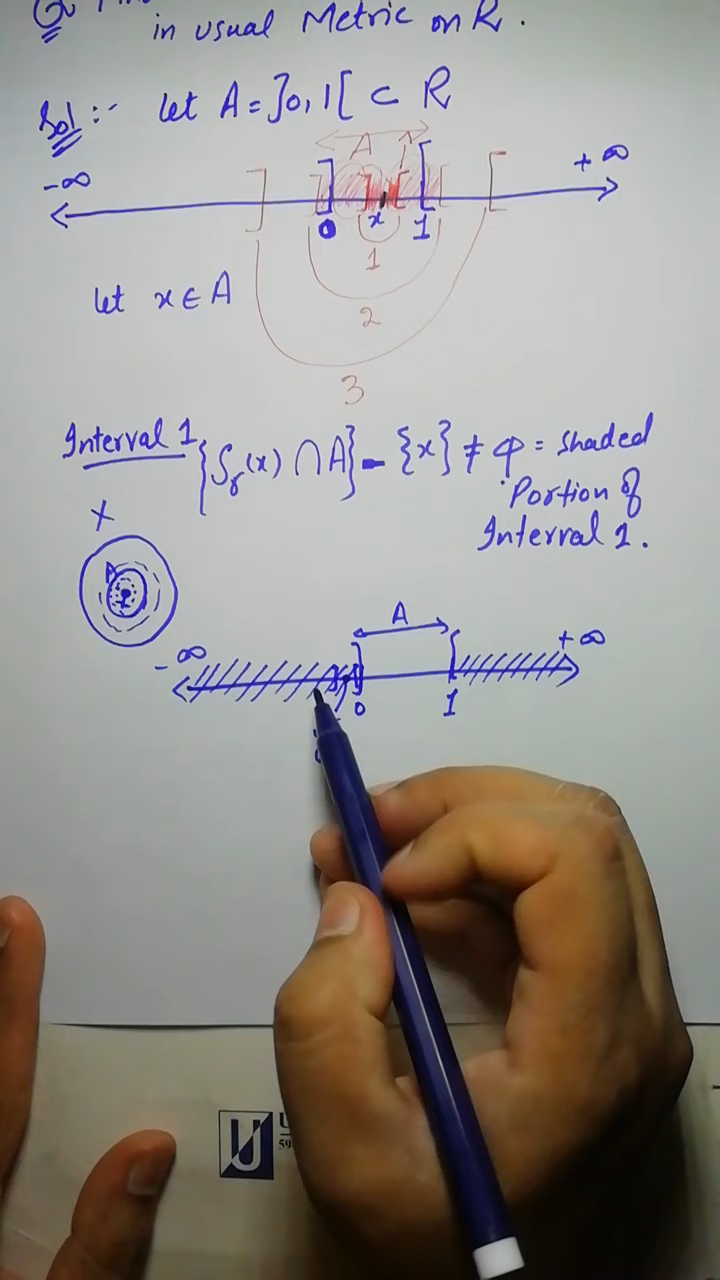 in usual Metric on R.
Sol :- let A = ]0, 1[ ⊂ R
A
-∞ +∞
0 x 1
1
let x ∈ A
2
3
Interval 1 {Sᵣ(x) ∩ A} - {x} ≠ φ = shaded
Portion of
Interval 1.
X
A
A
-∞ +∞
0 1
U